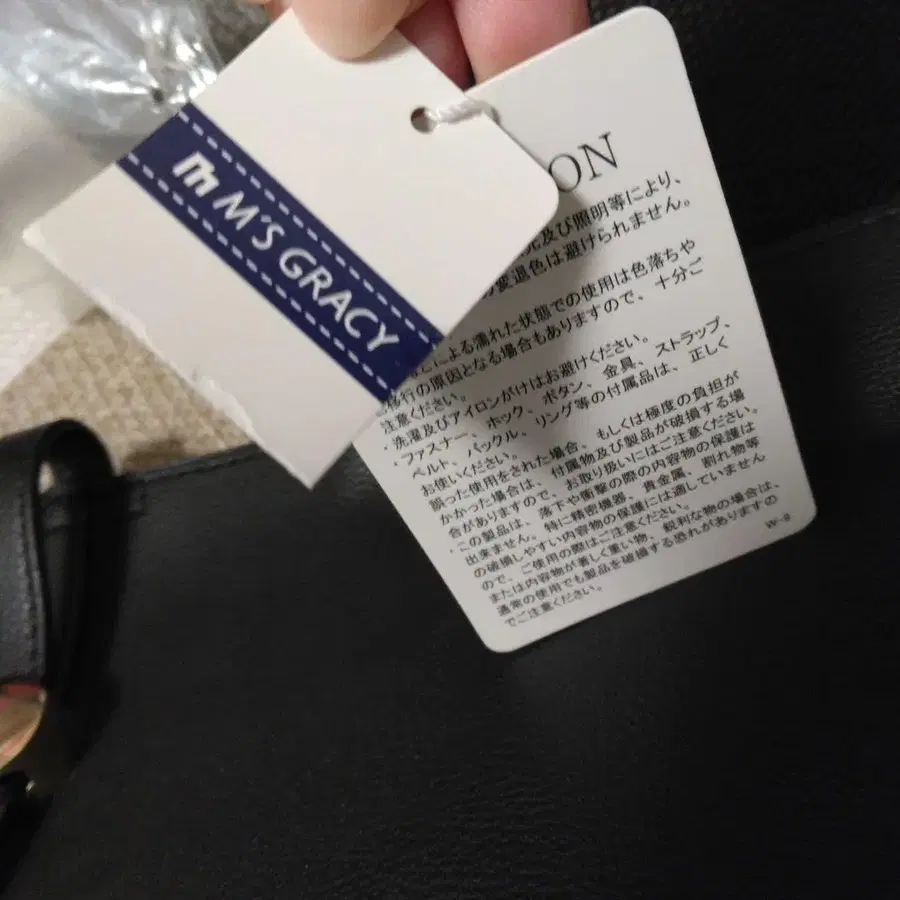 M'S GRACY
ON
及び照明等により、
の変退色は避けられません。
による濡れた状態での使用は色落ちや
移行の原因となる場合もありますので、十分ご
注意ください。
・洗濯及びアイロンがけはお避けください。
・ファスナー、ホック、ボタン、金具、ストラップ、
ベルト、バックル、リング等の付属品は、正しく
お使いください。
誤った使用をされた場合、もしくは極度の負担が
かかった場合は、付属物及び製品が破損する場
合がありますので、お取り扱いにはご注意ください。
・この製品は、落下や衝撃の際の内容物の保護は
出来ません。特に精密機器、貴金属、割れ物等
の破損しやすい内容物の保護には適していません
ので、ご使用の際はご注意ください。
または内容物が著しく重い物、鋭利な物の場合は、
通常の使用でも製品を破損する恐れがありますの
でご注意ください。
W-8